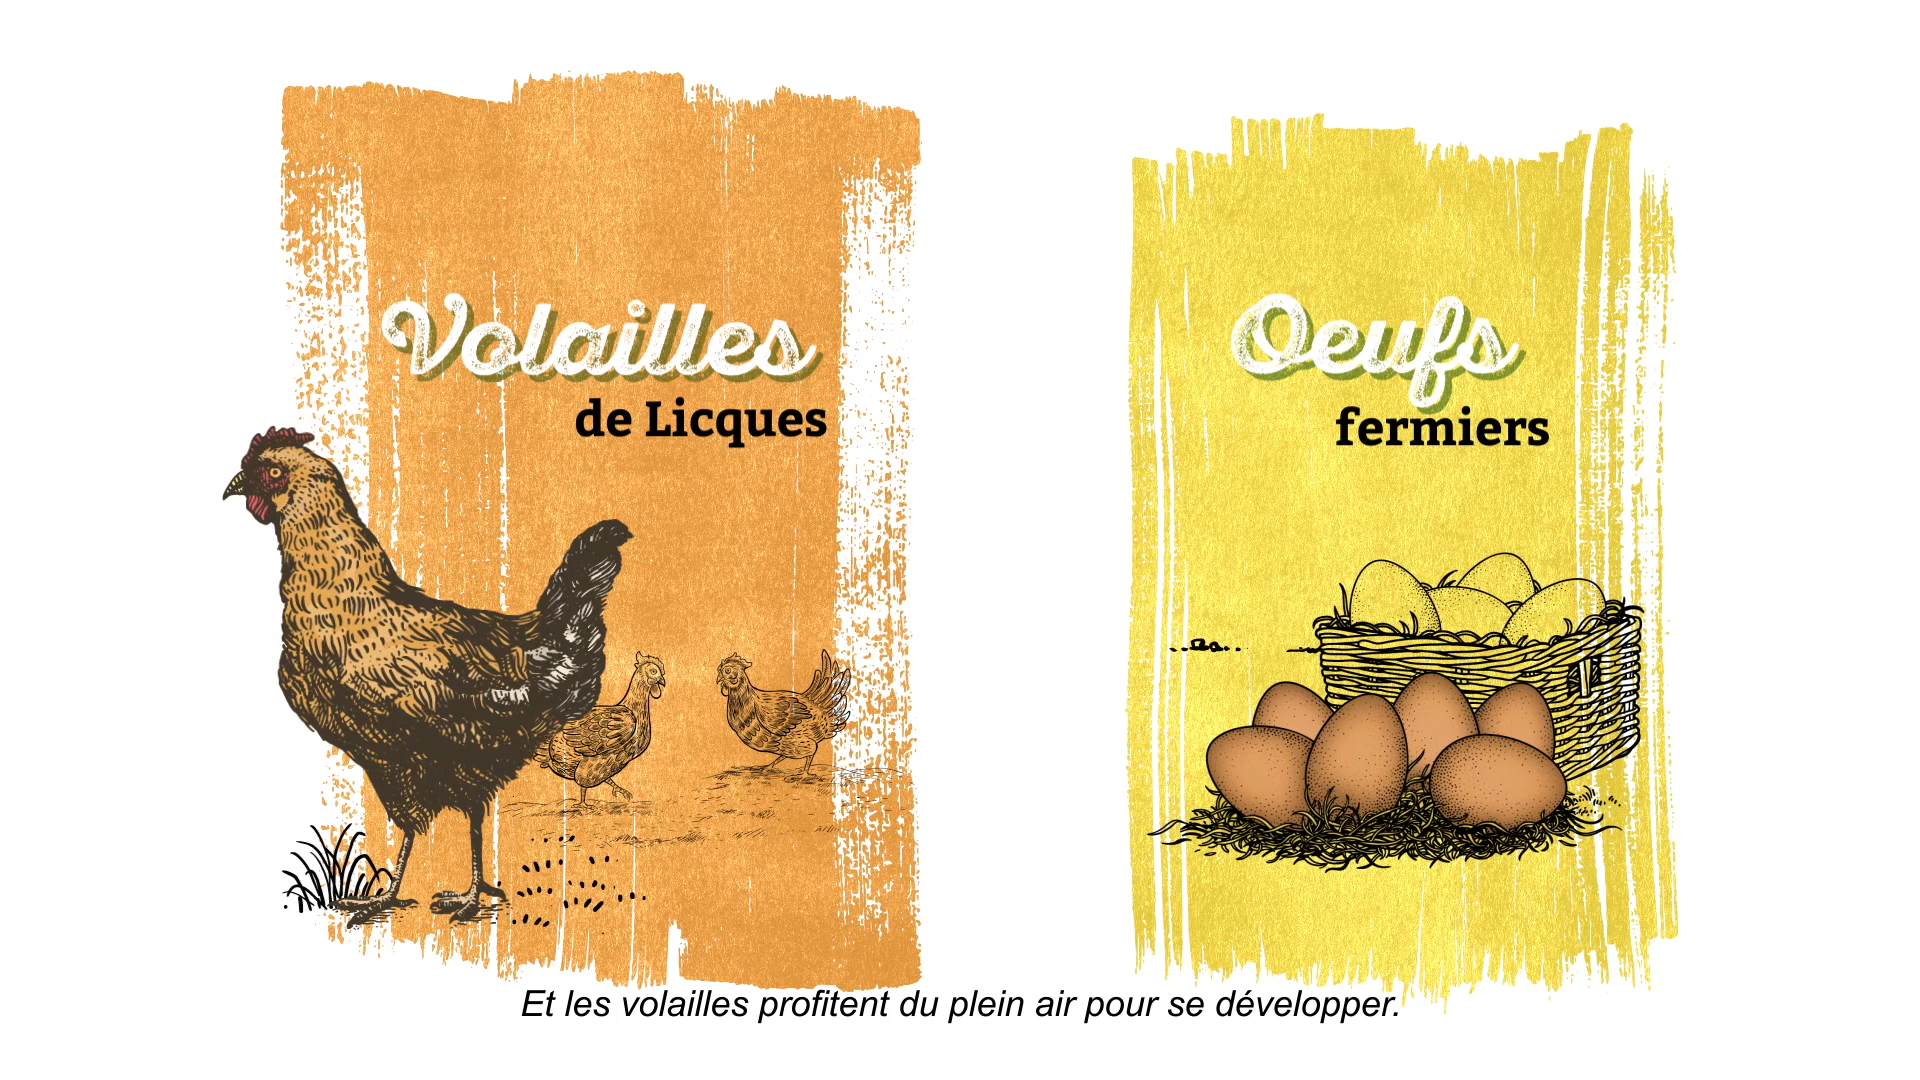 Volailles
de Licques
Oeufs
fermiers
Et les volailles profitent du plein air pour se développer.